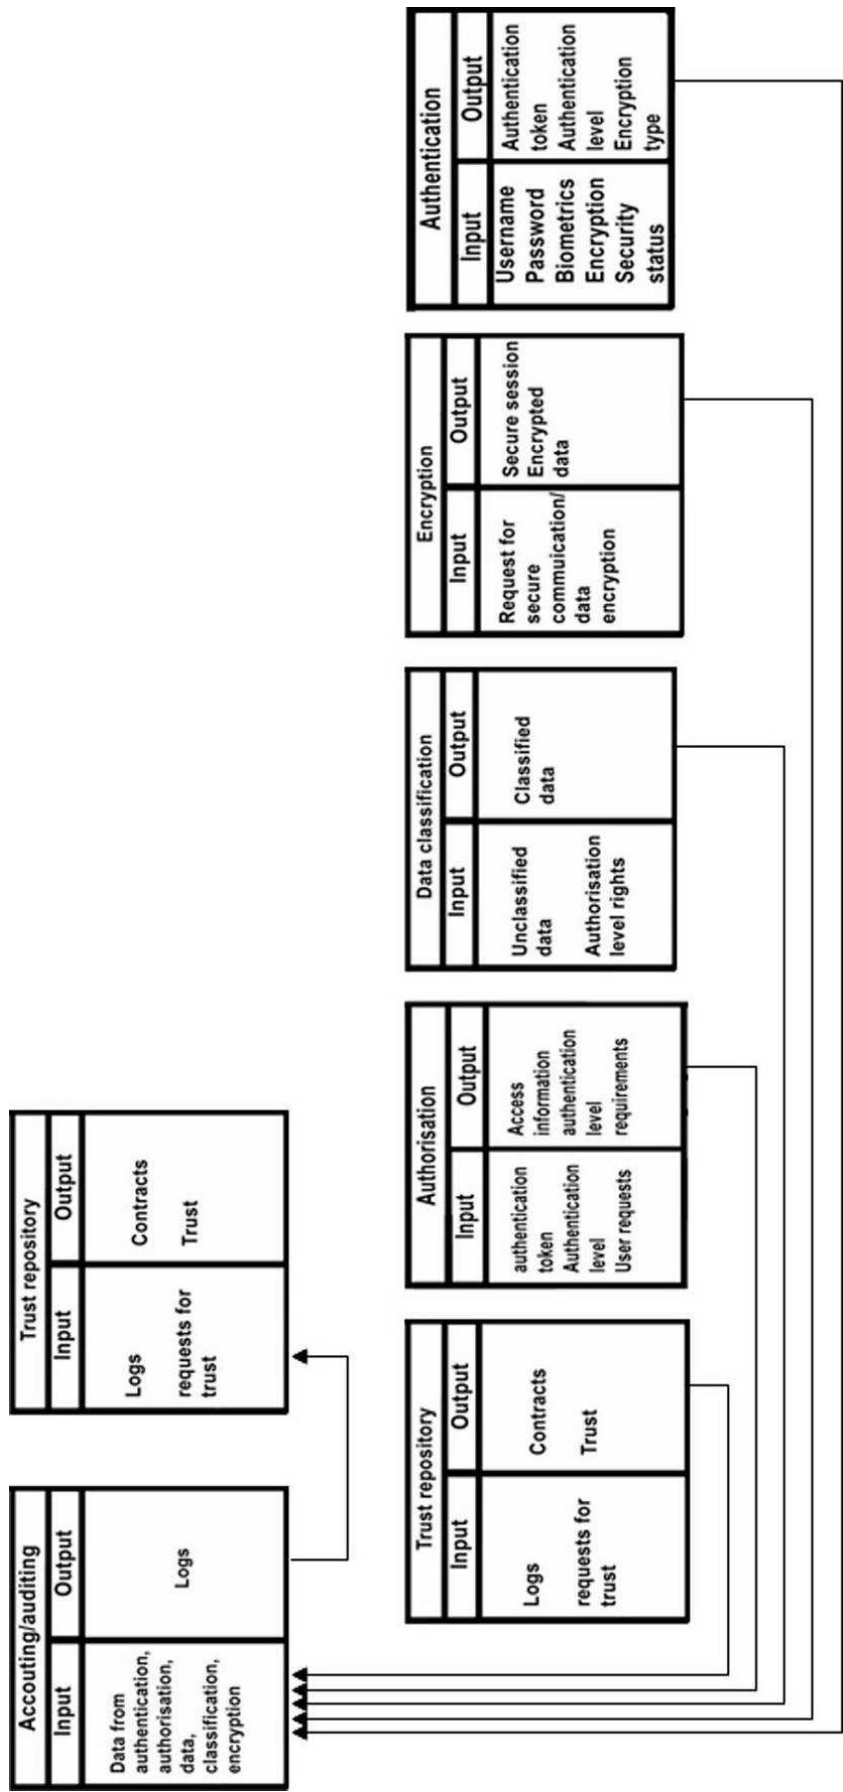 Accouting/auditing
Input
Output
Data from
authentication,
authorisation,
data,
classification,
encryption
Logs
Trust repository
Input
Output
Logs
requests for
trust
Contracts
Trust
Trust repository
Input
Output
Logs
requests for
trust
Contracts
Trust
Authorisation
Input
Output
authentication
token
Authentication
level
User requests
Access
information
authentication
level
requirements
Data classification
Input
Output
Unclassified
data
Authorisation
level rights
Classified
data
Encryption
Input
Output
Request for
secure
commuication/
data
encryption
Secure session
Encrypted
data
Authentication
Input
Output
Username
Password
Biometrics
Encryption
Security
status
Authentication
token
Authentication
level
Encryption
type